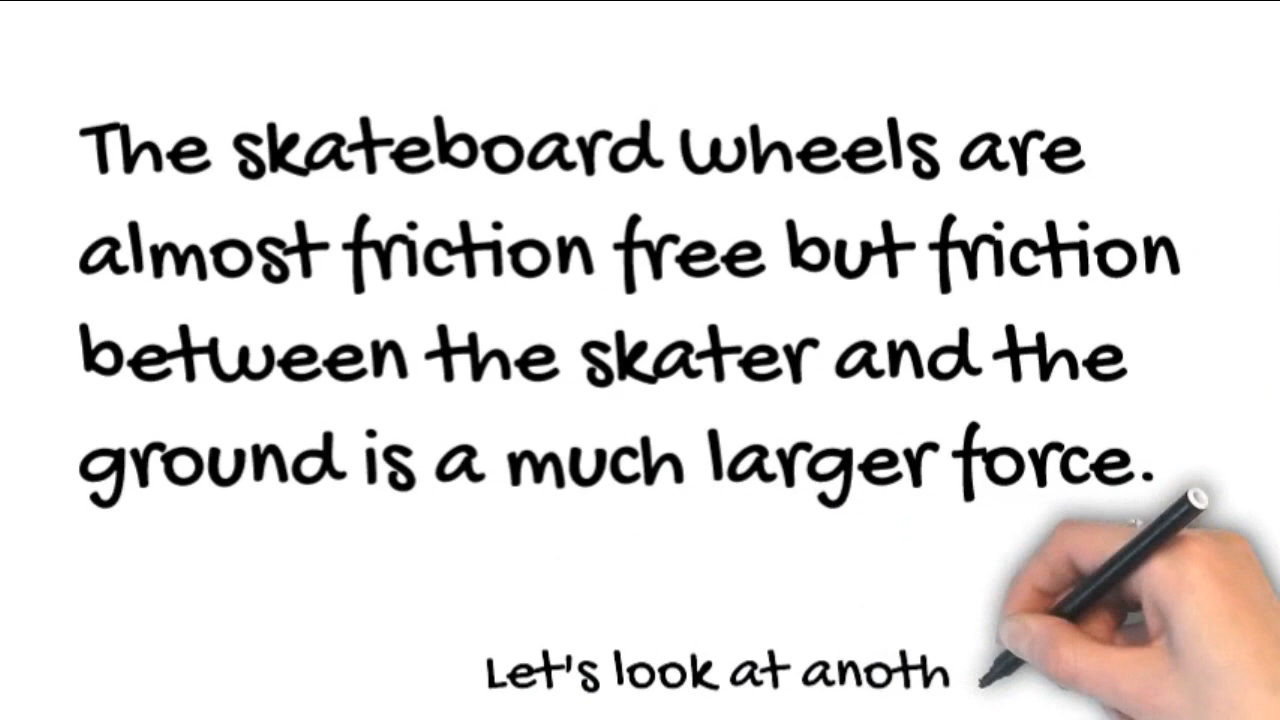 The skateboard wheels are
almost friction free but friction
between the skater and the
ground is a much larger force.
Let's look at anoth